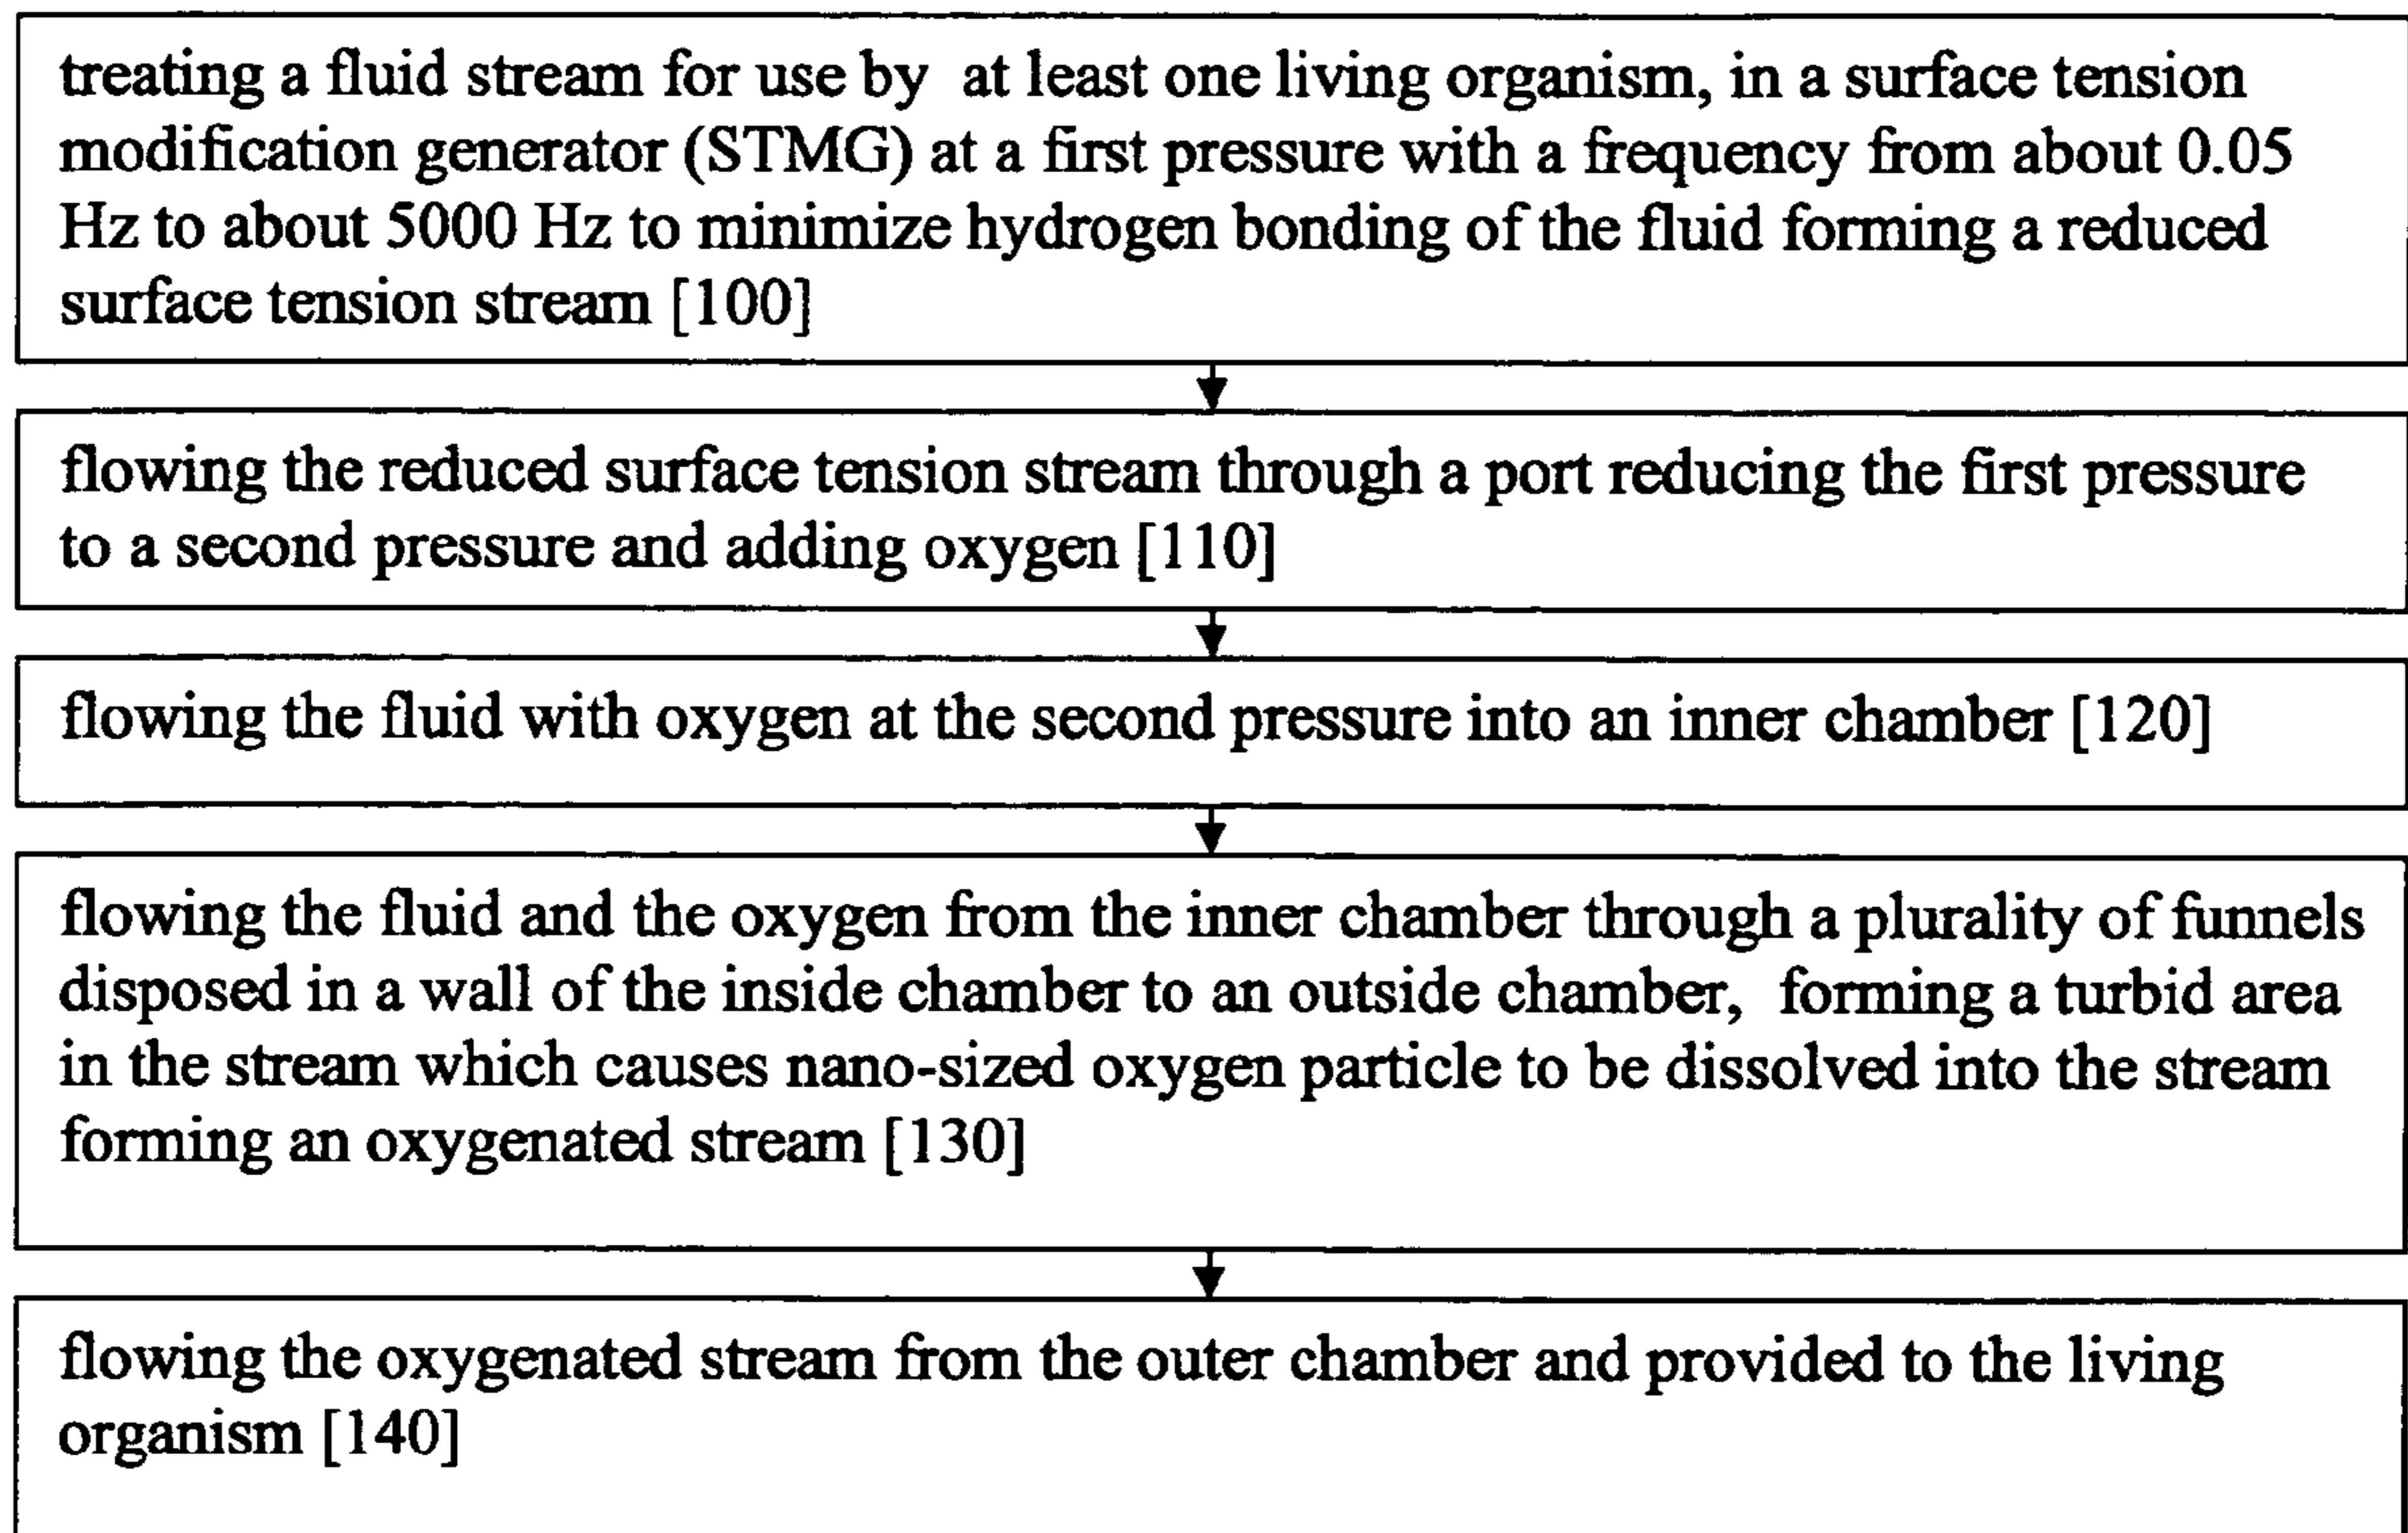 treating a fluid stream for use by  at least one living organism, in a surface tension
modification generator (STMG) at a first pressure with a frequency from about 0.05
Hz to about 5000 Hz to minimize hydrogen bonding of the fluid forming a reduced
surface tension stream [100]
flowing the reduced surface tension stream through a port reducing the first pressure
to a second pressure and adding oxygen [110]
flowing the fluid with oxygen at the second pressure into an inner chamber [120]
flowing the fluid and the oxygen from the inner chamber through a plurality of funnels
disposed in a wall of the inside chamber to an outside chamber,  forming a turbid area
in the stream which causes nano-sized oxygen particle to be dissolved into the stream
forming an oxygenated stream [130]
flowing the oxygenated stream from the outer chamber and provided to the living
organism [140]